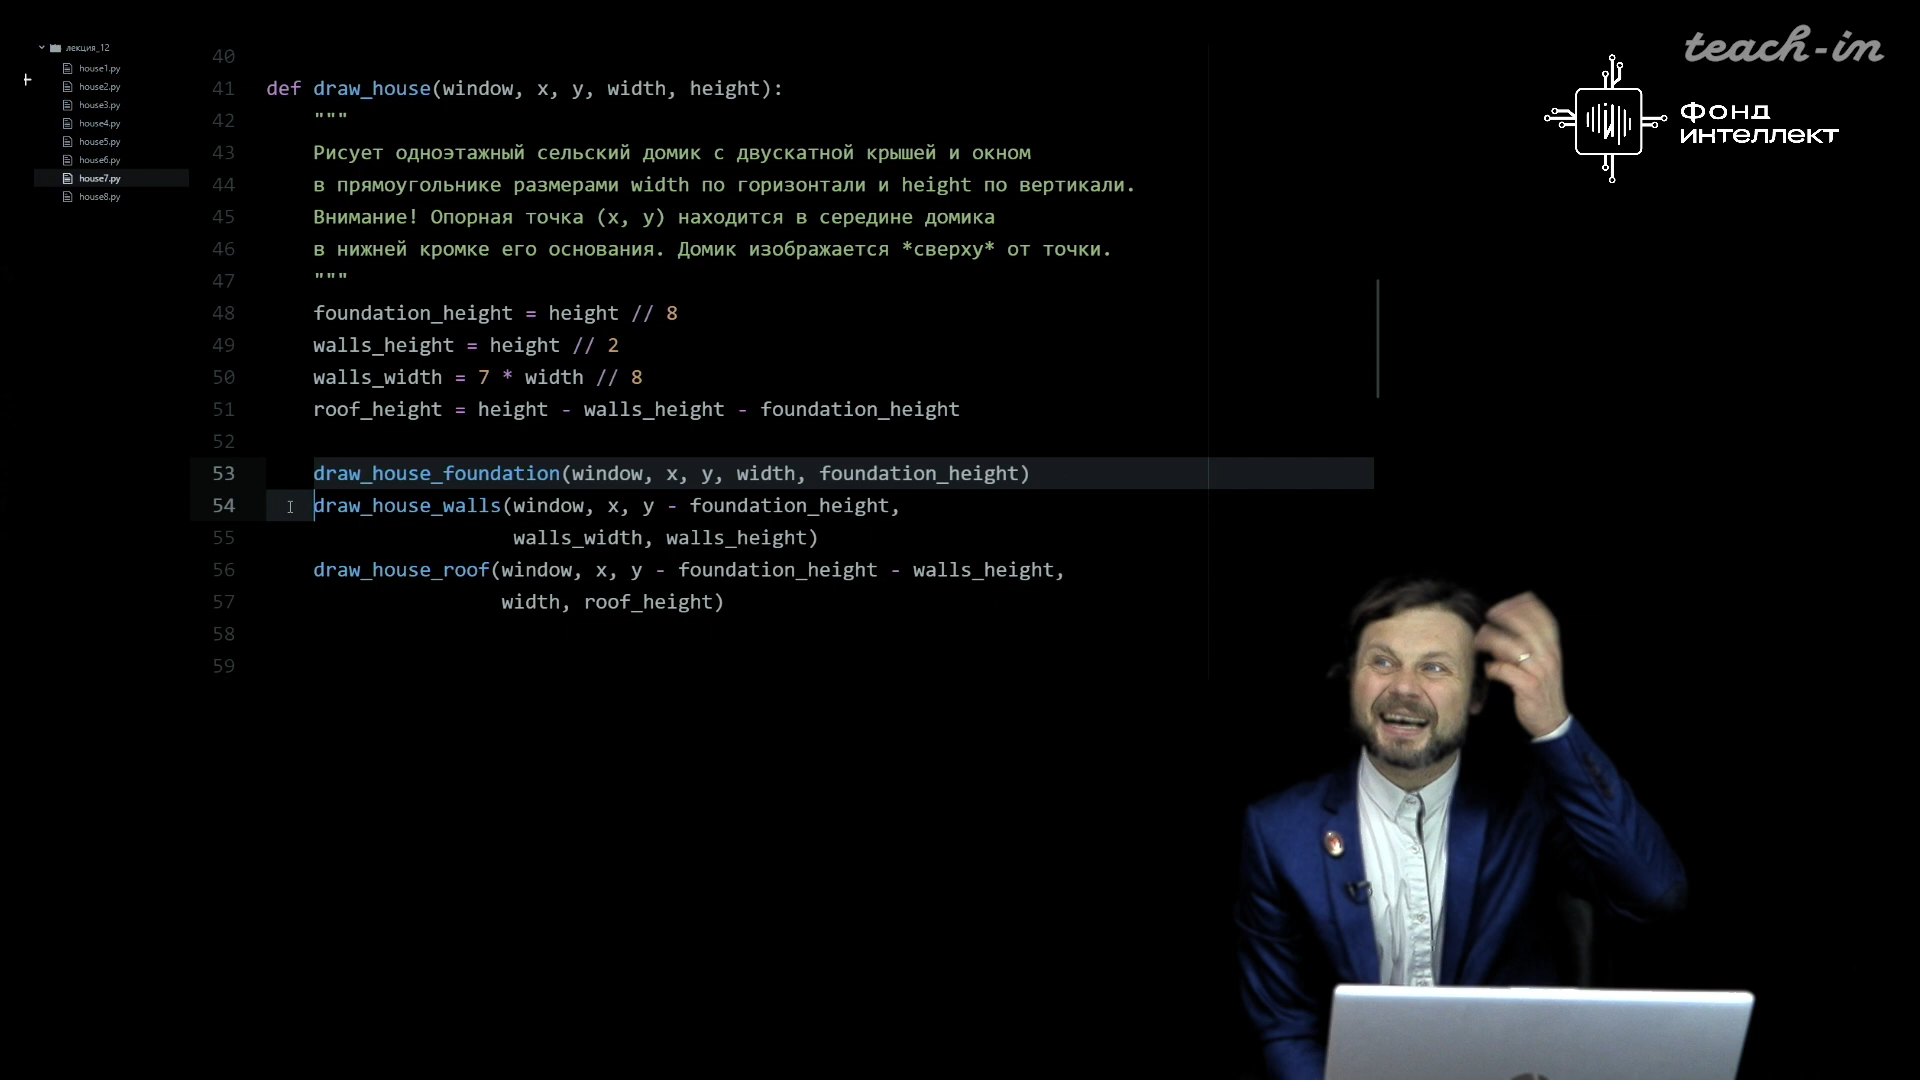 лекция_12
house1.py
house2.py
house3.py
house4.py
house5.py
house6.py
house7.py
house8.py
40
41 def draw_house(window, x, y, width, height):
42 """
43 Рисует одноэтажный сельский домик с двускатной крышей и окном
44 в прямоугольнике размерами width по горизонтали и height по вертикали.
45 Внимание! Опорная точка (x, y) находится в середине домика
46 в нижней кромке его основания. Домик изображается *сверху* от точки.
47 """
48 foundation_height = height // 8
49 walls_height = height // 2
50 walls_width = 7 * width // 8
51 roof_height = height - walls_height - foundation_height
52
53 draw_house_foundation(window, x, y, width, foundation_height)
54 draw_house_walls(window, x, y - foundation_height,
55 walls_width, walls_height)
56 draw_house_roof(window, x, y - foundation_height - walls_height,
57 width, roof_height)
58
59
teach-in
ФОНД
ИНТЕЛЛЕКТ